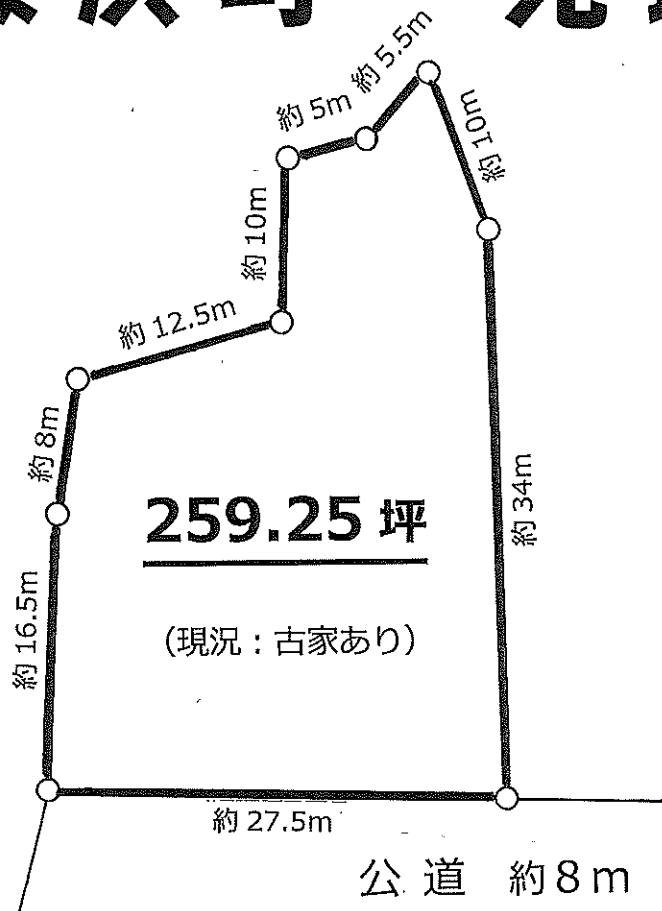 約 5.5m
約 5m
約 10m
約 10m
約 12.5m
約 8m
259.25 坪
約 34m
(現況：古家あり)
約 16.5m
約 27.5m
公 道 約 8 m